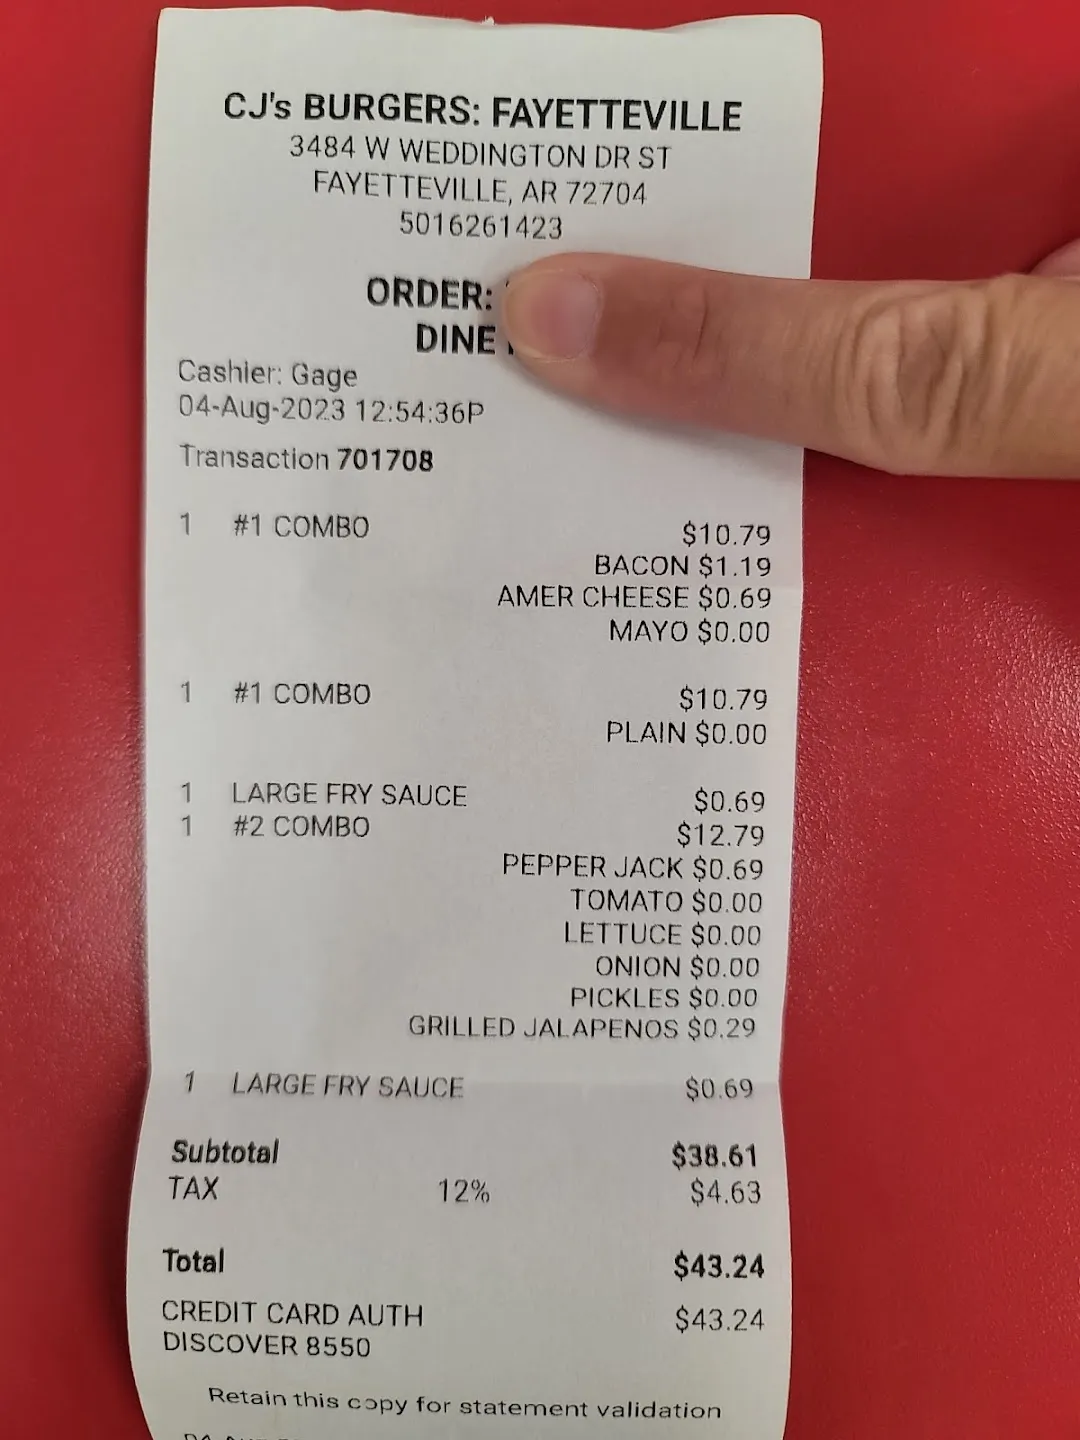 CJ's BURGERS: FAYETTEVILLE
3484 W WEDDINGTON DR ST
FAYETTEVILLE, AR 72704
5016261423
ORDER:
DINE
Cashier: Gage
04-Aug-2023 12:54:36P
Transaction 701708
1 #1 COMBO $10.79
BACON $1.19
AMER CHEESE $0.69
MAYO $0.00
1 #1 COMBO $10.79
PLAIN $0.00
1 LARGE FRY SAUCE $0.69
1 #2 COMBO $12.79
PEPPER JACK $0.69
TOMATO $0.00
LETTUCE $0.00
ONION $0.00
PICKLES $0.00
GRILLED JALAPENOS $0.29
1 LARGE FRY SAUCE $0.69
Subtotal $38.61
TAX 12% $4.63
Total $43.24
CREDIT CARD AUTH $43.24
DISCOVER 8550
Retain this copy for statement validation